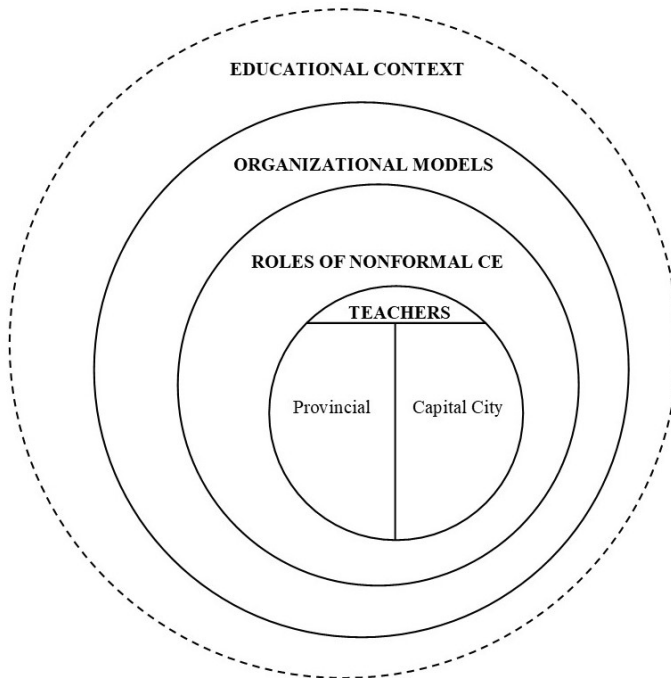 EDUCATIONAL CONTEXT
ORGANIZATIONAL MODELS
ROLES OF NONFORMAL CE
TEACHERS
Provincial
Capital City